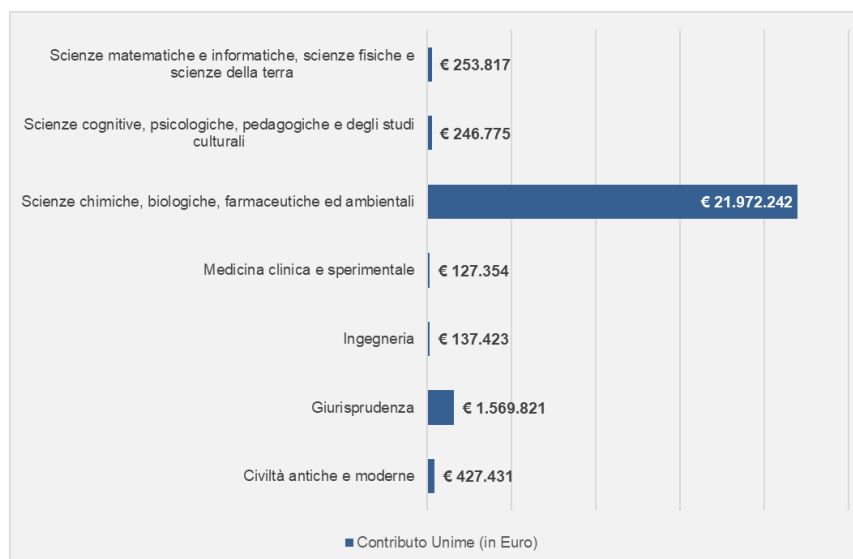 Scienze matematiche e informatiche, scienze fisiche e
scienze della terra
€ 253.817
Scienze cognitive, psicologiche, pedagogiche e degli studi
culturali
€ 246.775
Scienze chimiche, biologiche, farmaceutiche ed ambientali
€ 21.972.242
Medicina clinica e sperimentale
€ 127.354
Ingegneria
€ 137.423
Giurisprudenza
€ 1.569.821
Civiltà antiche e moderne
€ 427.431
Contributo Unime (in Euro)